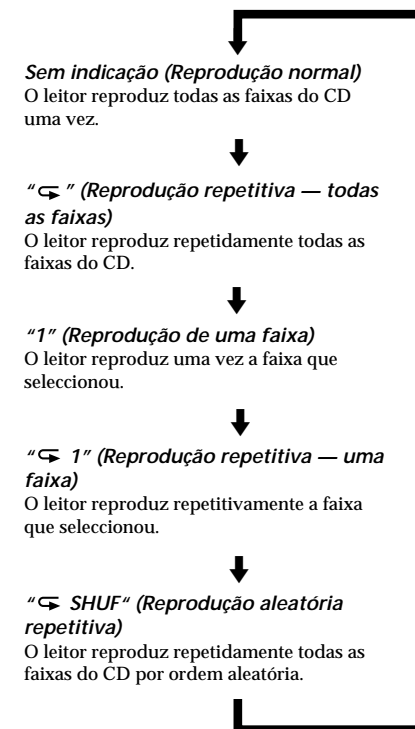 Sem indicação (Reprodução normal)
O leitor reproduz todas as faixas do CD
uma vez.
“⊂⇒ ” (Reprodução repetitiva — todas
as faixas)
O leitor reproduz repetidamente todas as
faixas do CD.
“1” (Reprodução de uma faixa)
O leitor reproduz uma vez a faixa que
seleccionou.
“⊂⇒ 1” (Reprodução repetitiva — uma
faixa)
O leitor reproduz repetitivamente a faixa
que seleccionou.
“⊂⇒ SHUF“ (Reprodução aleatória
repetitiva)
O leitor reproduz repetidamente todas as
faixas do CD por ordem aleatória.